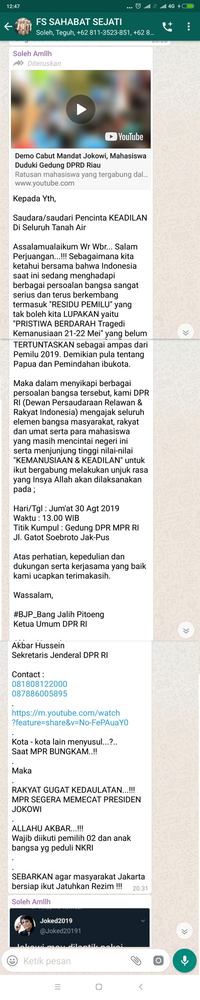 12:47
4G
FS SAHABAT SEJATI
Soleh, Teguh, +62 811-3523-851, +62 8...
20.28
Soleh Amllh
Diteruskan
YouTube
Demo Cabut Mandat Jokowi, Mahasiswa
Duduki Gedung DPRD Riau
Ratusan mahasiswa yang tergabung dal...
www.youtube.com
Kepada Yth,
Saudara/saudari Pencinta KEADILAN
Di Seluruh Tanah Air
Assalamualaikum Wr Wbr... Salam
Perjuangan...!!! Sebagaimana kita
ketahui bersama bahwa Indonesia
saat ini sedang menghadapi
berbagai persoalan bangsa sangat
serius dan terus berkembang
termasuk "RESIDU PEMILU" yang
tak boleh kita LUPAKAN yaitu
"PRISTIWA BERDARAH Tragedi
Kemanusiaan 21-22 Mei" yang belum
TERTUNTASKAN sebagai ampas dari
Pemilu 2019. Demikian pula tentang
Papua dan Pemindahan ibukota.
Maka dalam menyikapi berbagai
persoalan bangsa tersebut, kami DPR
RI (Dewan Persaudaraan Relawan &
Rakyat Indonesia) mengajak seluruh
elemen bangsa masyarakat, rakyat
dan umat serta para mahasiswa
yang masih mencintai negeri ini
serta menjunjung tinggi nilai-nilai
"KEMANUSIAAN & KEADILAN" untuk
ikut bergabung melakukan unjuk rasa
yang Insya Allah akan dilaksanakan
pada ;
Hari/Tgl : Jum'at 30 Agt 2019
Waktu : 13.00 WIB
Titik Kumpul : Gedung DPR MPR RI
Jl. Gatot Soebroto Jak-Pus
Atas perhatian, kepedulian dan
dukungan serta kerjasama yang baik
kami ucapkan terimakasih.
Wassalam,
#BJP_Bang Jalih Pitoeng
Ketua Umum DPR RI
Akbar Hussein
Sekretaris Jenderal DPR RI
Contact :
081808122000
087886005895
.
https://m.youtube.com/watch
?feature=share&v=No-FePAuaY0
.
Kota - kota lain menyusul...?..
Saat MPR BUNGKAM..!!
.
Maka
.
RAKYAT GUGAT KEDAULATAN...!!!
MPR SEGERA MEMECAT PRESIDEN
JOKOWI
.
ALLAHU AKBAR...!!!
Wajib diikuti pemilih 02 dan anak
bangsa yg peduli NKRI
.
.
SEBARKAN agar masyarakat Jakarta
bersiap ikut Jatuhkan Rezim !!!
20.31
Soleh Amllh
Joked2019
@Joked20191
Jokowi mau dilantik pakai
Ketik pesan